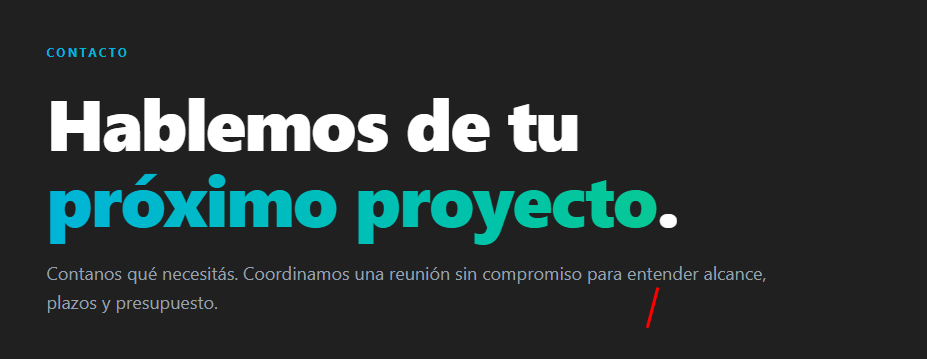 CONTACTO
Hablemos de tu
próximo proyecto.
Contanos qué necesitás. Coordinamos una reunión sin compromiso para entender alcance,
plazos y presupuesto.